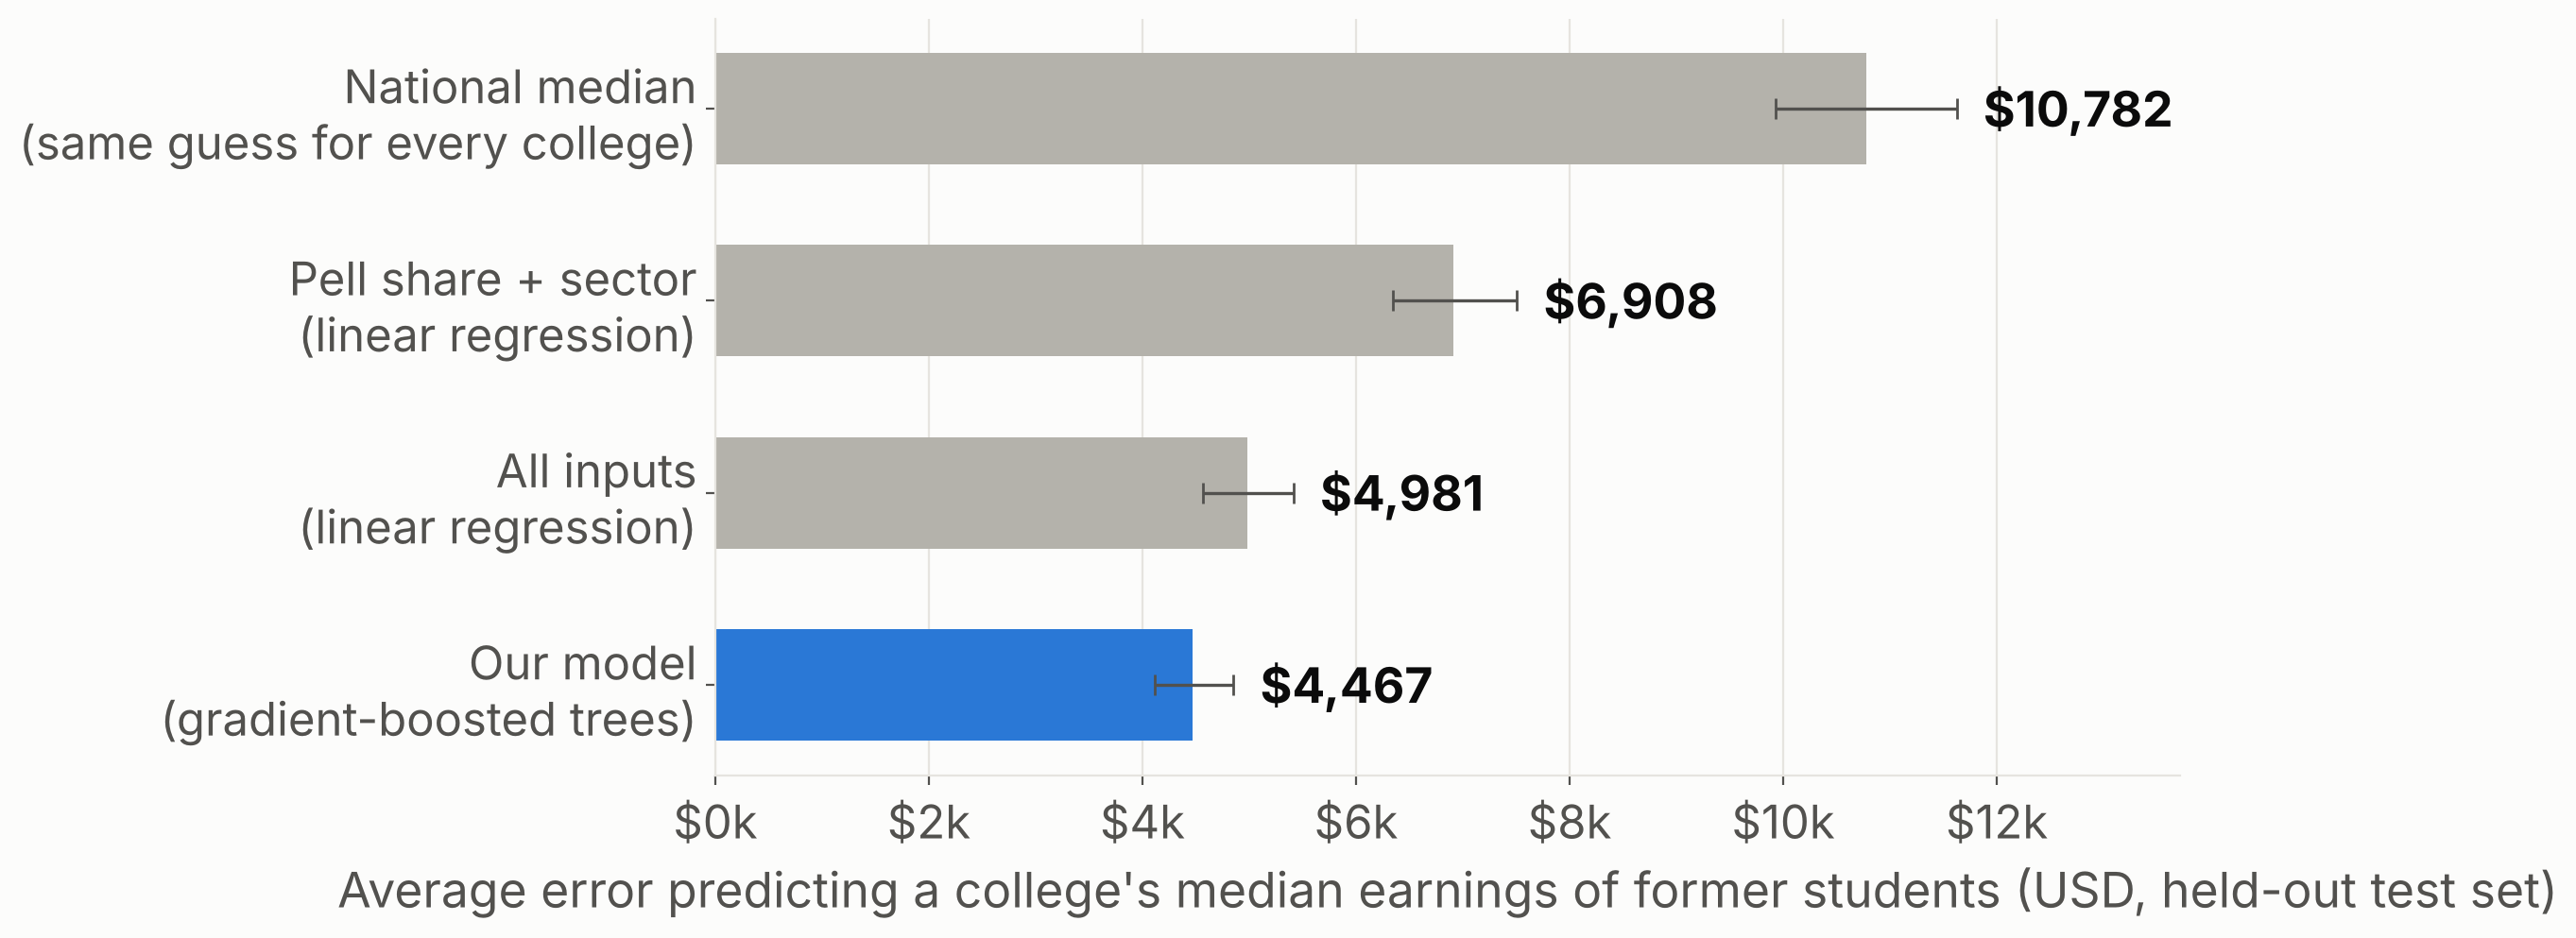 National median
(same guess for every college)
$10,782
Pell share + sector
(linear regression)
$6,908
All inputs
(linear regression)
$4,981
Our model
(gradient-boosted trees)
$4,467
$0k $2k $4k $6k $8k $10k $12k
Average error predicting a college's median earnings of former students (USD, held-out test set)